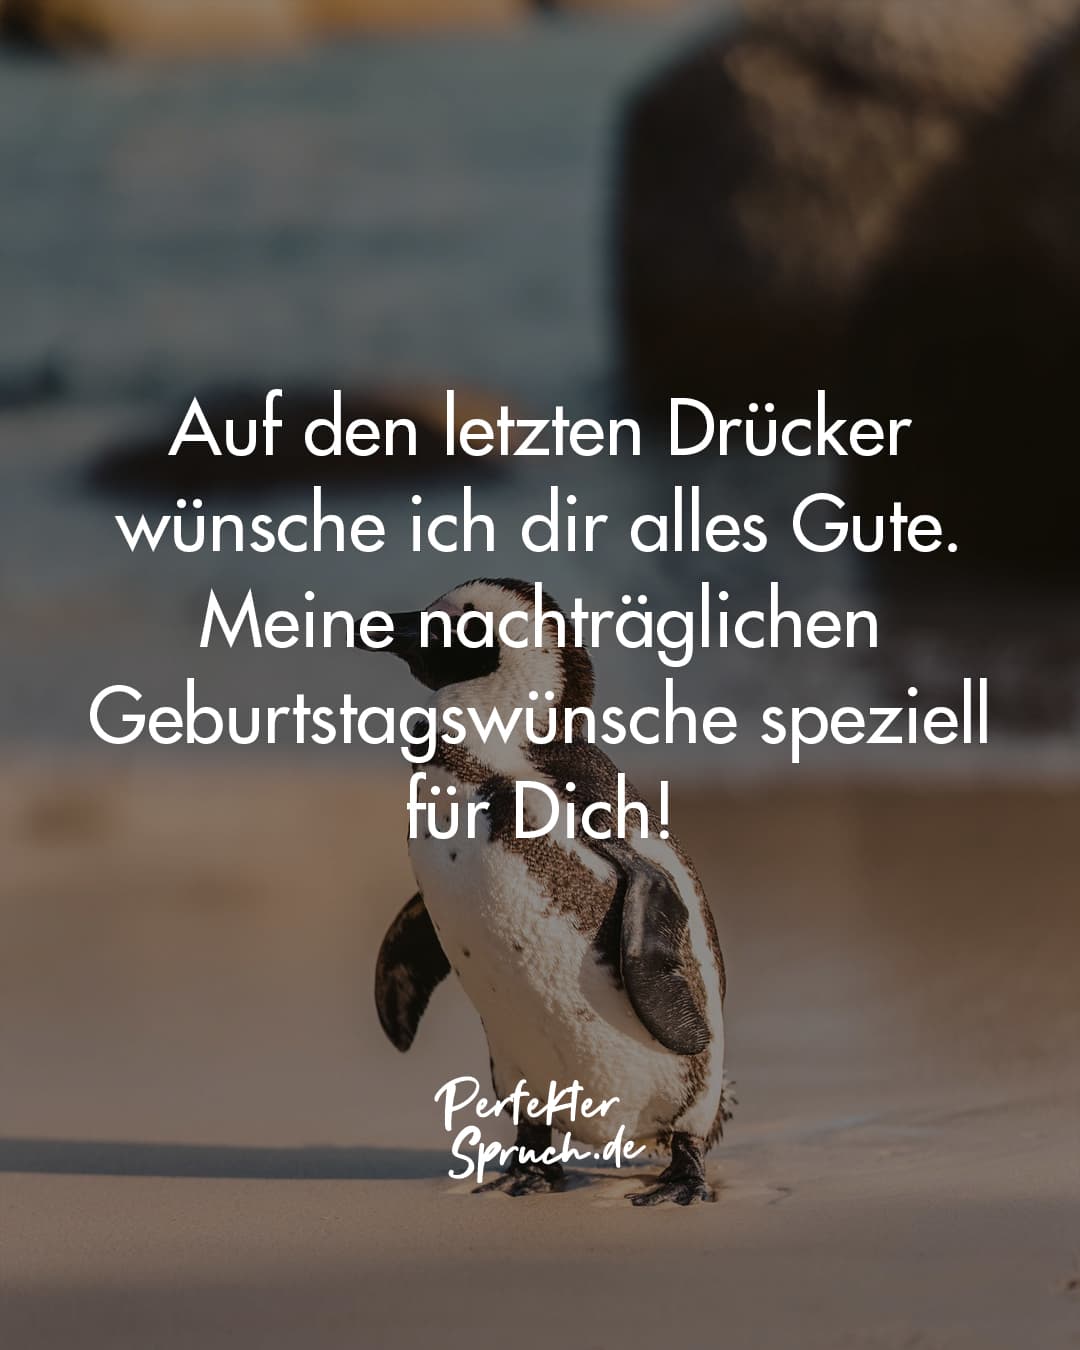 Auf den letzten Drücker
wünsche ich dir alles Gute.
Meine nachträglichen
Geburtstagswünsche speziell
für Dich!
Perfekter
Spruch.de